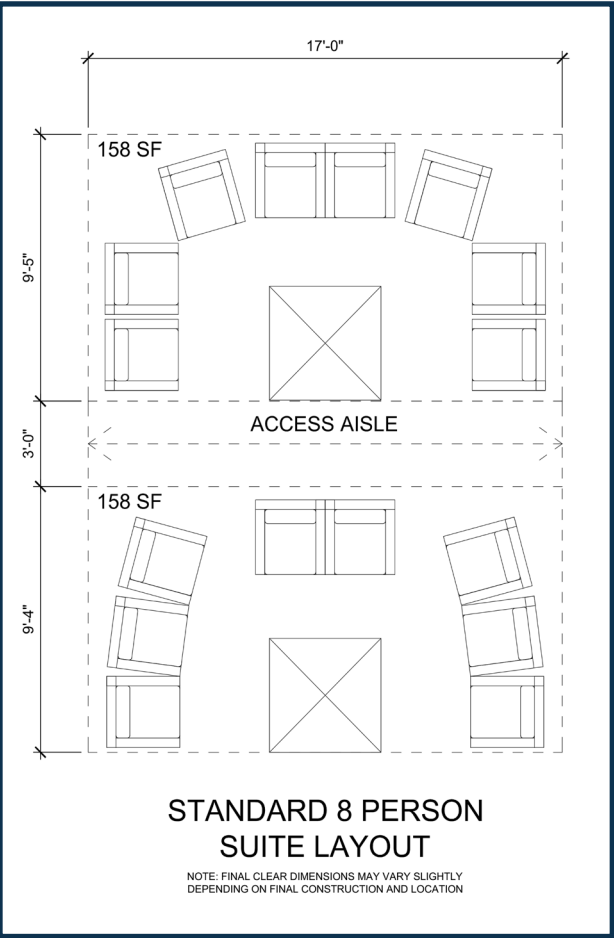 17'-0"
158 SF
9'-5"
ACCESS AISLE
3'-0"
158 SF
9'-4"
STANDARD 8 PERSON
SUITE LAYOUT
NOTE: FINAL CLEAR DIMENSIONS MAY VARY SLIGHTLY
DEPENDING ON FINAL CONSTRUCTION AND LOCATION